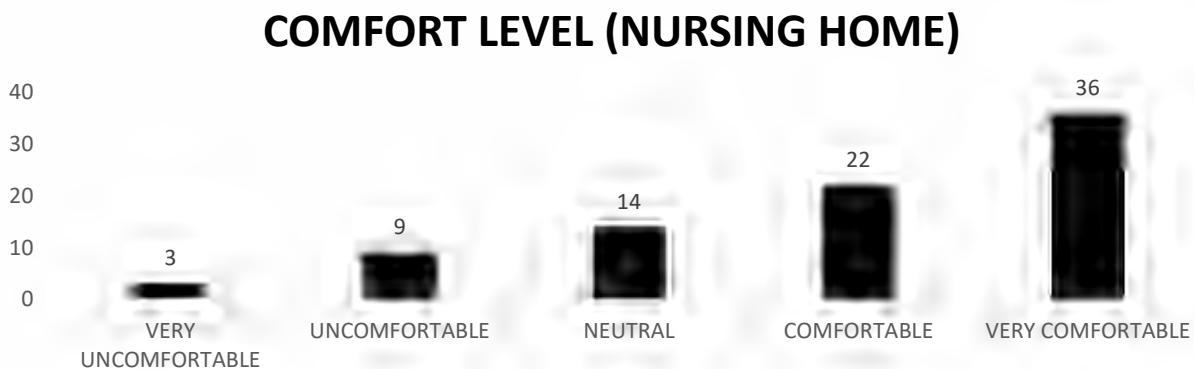 COMFORT LEVEL (NURSING HOME)
40
30
20
10
0
3
9
14
22
36
VERY
UNCOMFORTABLE
UNCOMFORTABLE
NEUTRAL
COMFORTABLE
VERY COMFORTABLE